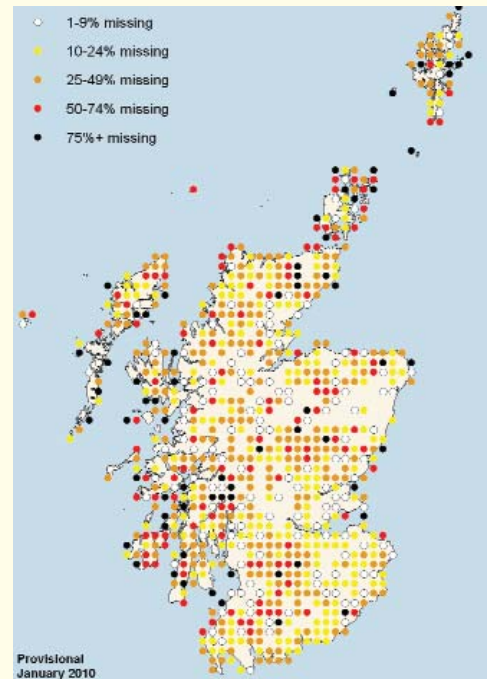 1-9% missing
10-24% missing
25-49% missing
50-74% missing
75%+ missing
Provisional
January 2010